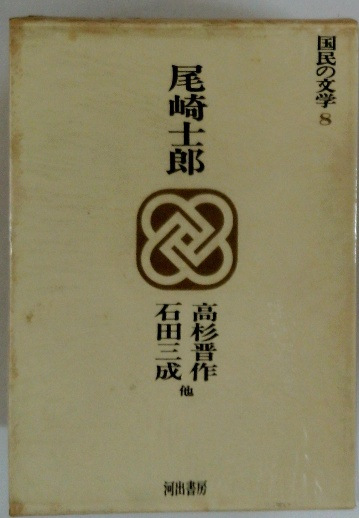 国民の文学 8
尾崎士郎
高杉晋作
石田三成 他
河出書房